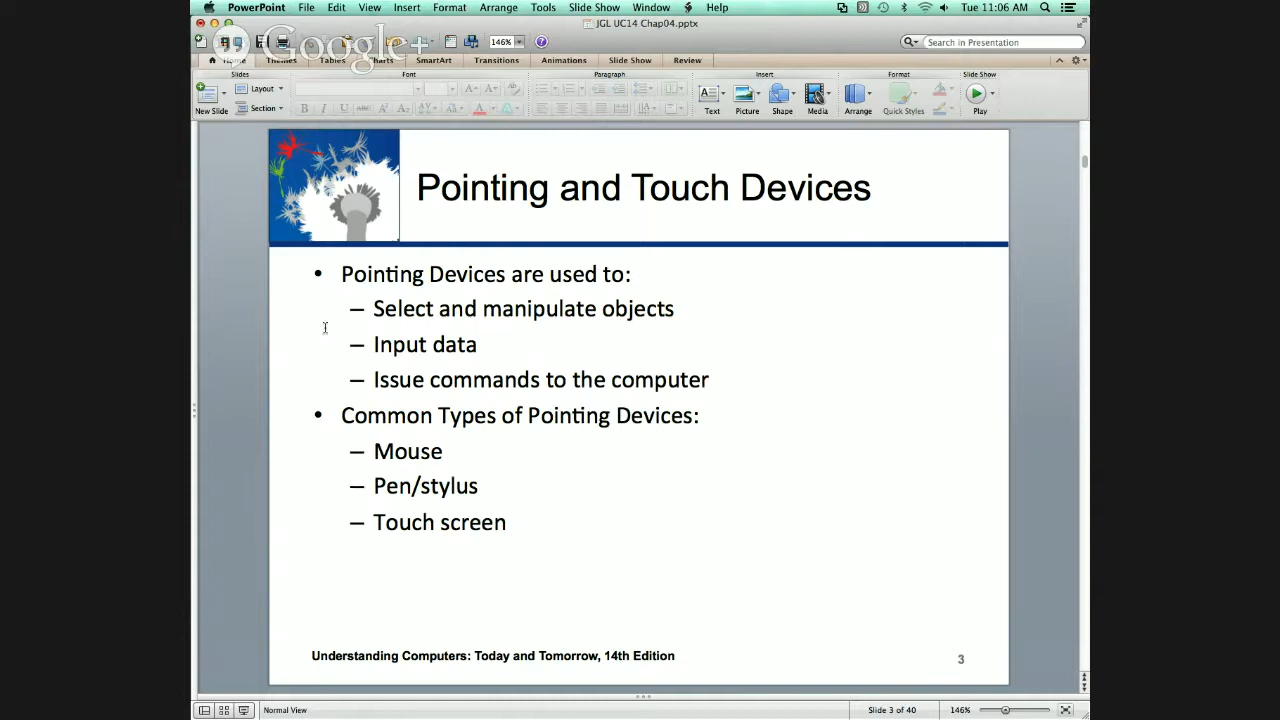 PowerPoint File Edit View Insert Format Arrange Tools Slide Show Window Help Tue 11:06 AM
JGL UC14 Chap04.pptx
Google+
146% Search in Presentation
Home Themes Tables Charts SmartArt Transitions Animations Slide Show Review
Slides Font Paragraph Insert Format Slide Show
Layout
Section
New Slide Text Picture Shape Media Arrange Quick Styles Play
Pointing and Touch Devices
• Pointing Devices are used to:
– Select and manipulate objects
– Input data
– Issue commands to the computer
• Common Types of Pointing Devices:
– Mouse
– Pen/stylus
– Touch screen
Understanding Computers: Today and Tomorrow, 14th Edition 3
Normal View Slide 3 of 40 146%